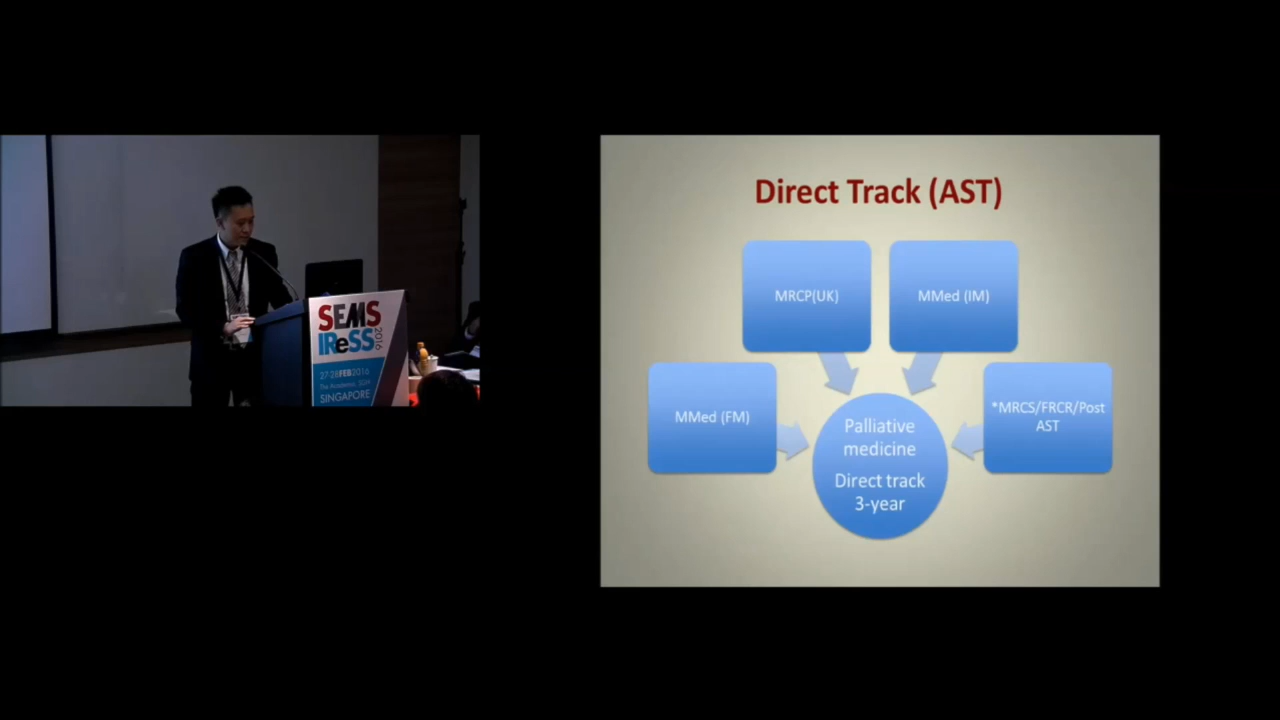 SEMS
IReSS
2016
27-28FEB2016
The Academia, SGH
SINGAPORE
Direct Track (AST)
MRCP(UK)
MMed (IM)
MMed (FM)
*MRCS/FRCR/Post
AST
Palliative
medicine
Direct track
3-year